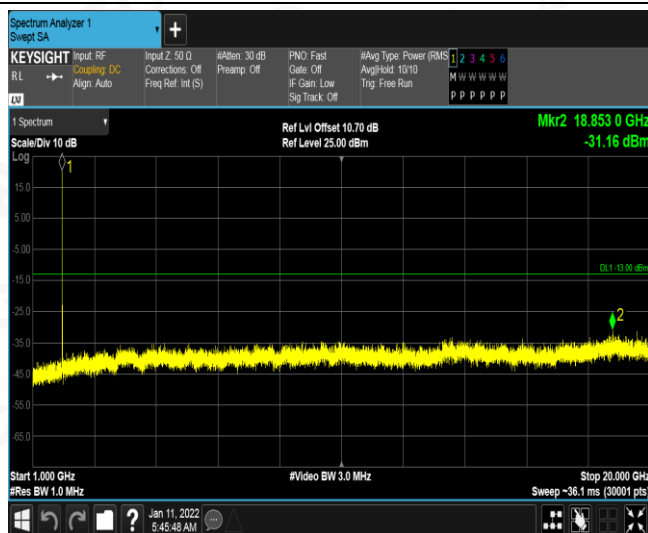 Spectrum Analyzer 1
Swept SA
+
KEYSIGHT
RL
Input: RF
Coupling: DC
Align: Auto
Input Z: 50 Ω
Corrections: Off
Freq Ref: Int (S)
#Atten: 30 dB
Preamp: Off
PNO: Fast
Gate: Off
IF Gain: Low
Sig Track: Off
#Avg Type: Power (RMS
Avg|Hold: 10/10
Trig: Free Run
1 2 3 4 5 6
M W W W W W
P P P P P P
1 Spectrum
Scale/Div 10 dB
Ref Lvl Offset 10.70 dB
Ref Level 25.00 dBm
Mkr2 18.853 0 GHz
-31.16 dBm
Log
1
15.0
5.00
-5.00
DL1 -13.00 dBm
-15.0
-25.0
2
-35.0
-45.0
-55.0
-65.0
Start 1.000 GHz
#Res BW 1.0 MHz
#Video BW 3.0 MHz
Stop 20.000 GHz
Sweep ~36.1 ms (30001 pts)
?
Jan 11, 2022
5:45:48 AM